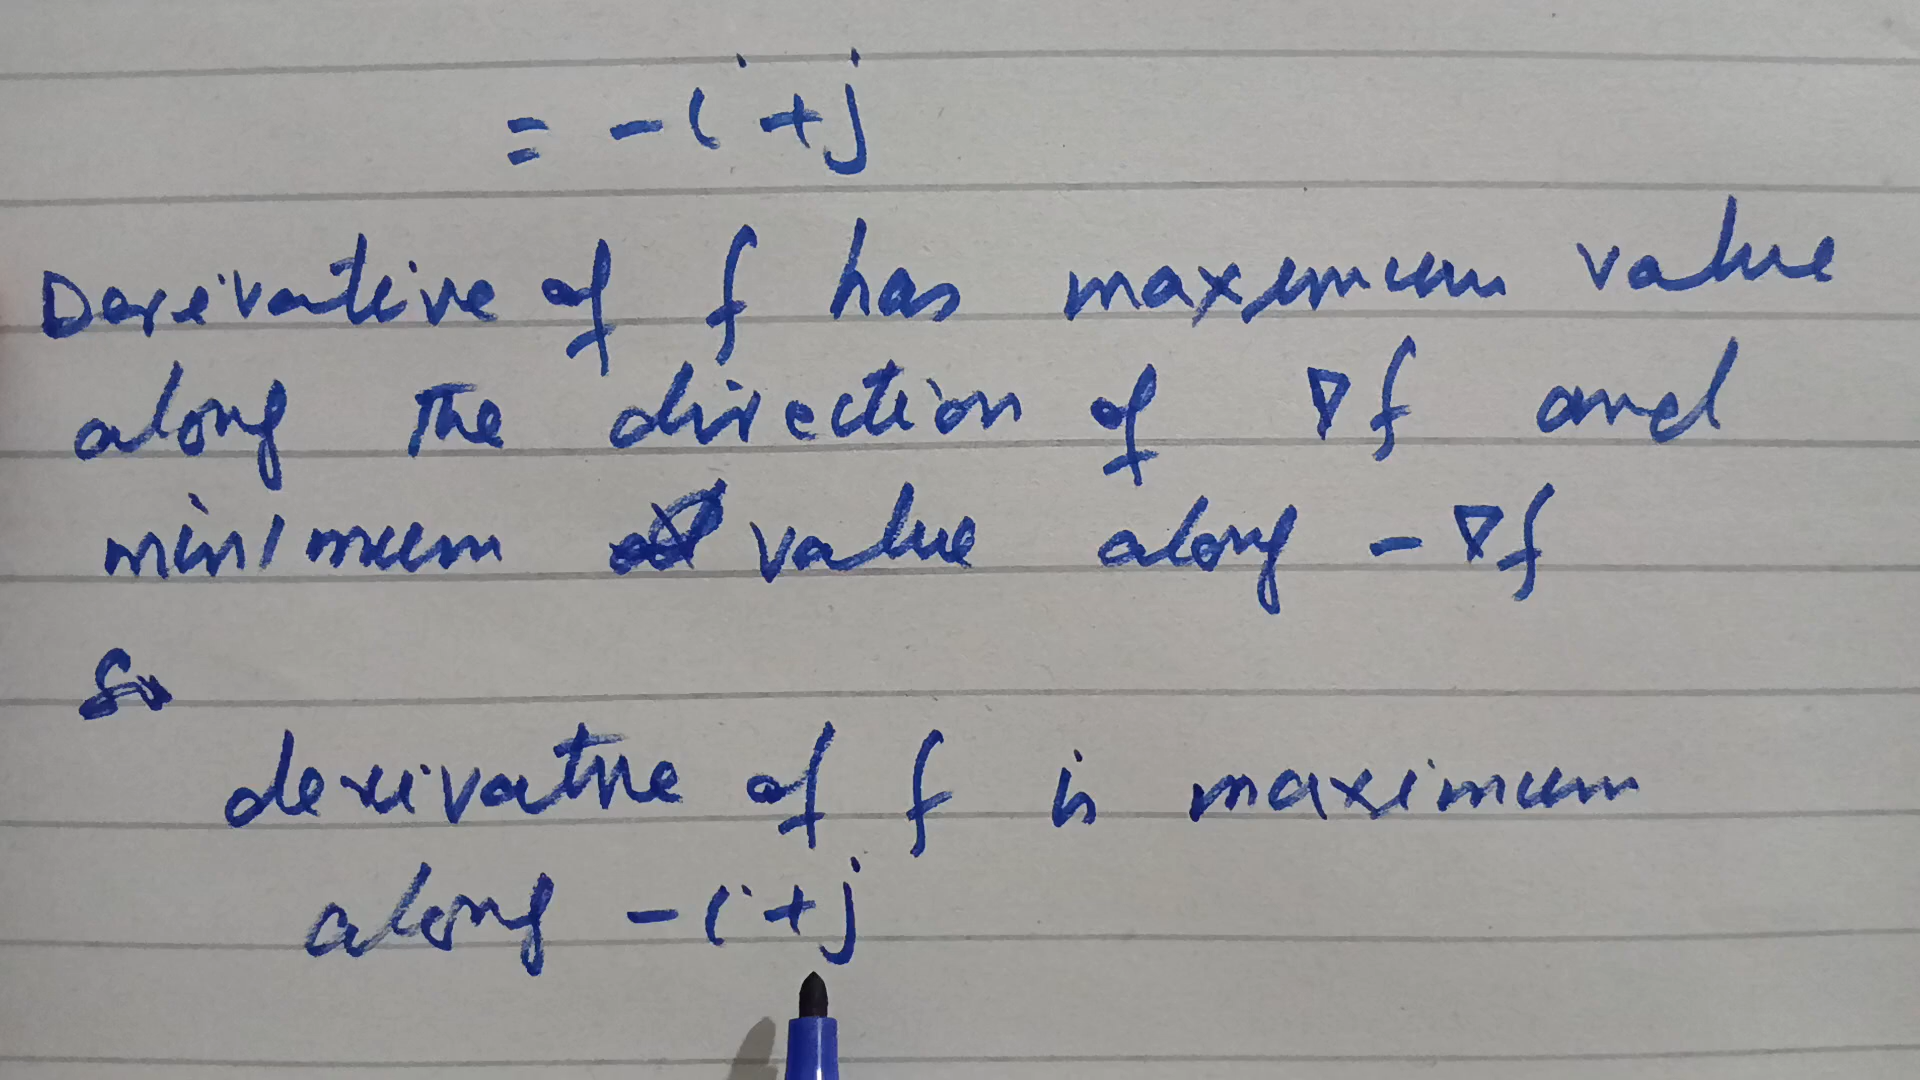 = -i + j
Derivative of f has maximum value
along the direction of ∇f and
minimum value along - ∇f
So
derivative of f is maximum
along - i + j